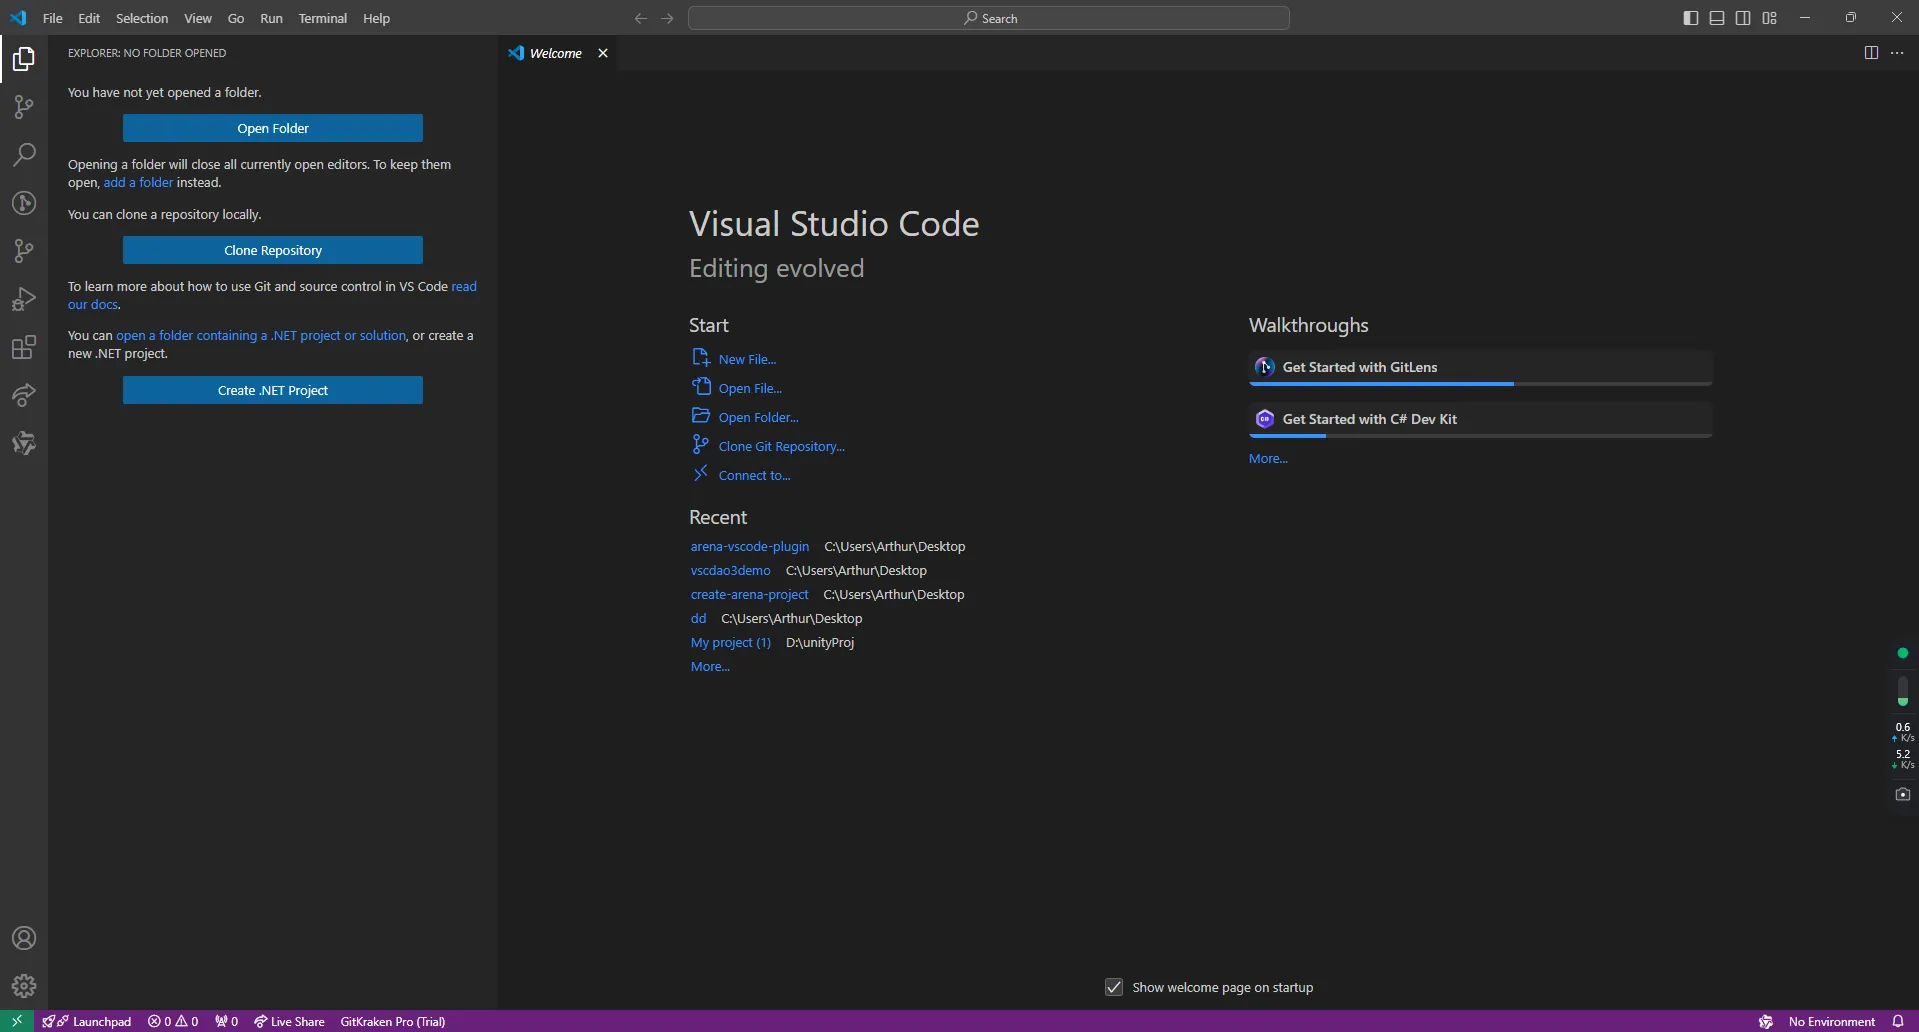 File Edit Selection View Go Run Terminal Help
Search
EXPLORER: NO FOLDER OPENED
Welcome
You have not yet opened a folder.
Open Folder
Opening a folder will close all currently open editors. To keep them
open, add a folder instead.
You can clone a repository locally.
Clone Repository
To learn more about how to use Git and source control in VS Code read
our docs.
You can open a folder containing a .NET project or solution, or create a
new .NET project.
Create .NET Project
Visual Studio Code
Editing evolved
Start
New File...
Open File...
Open Folder...
Clone Git Repository...
Connect to...
Recent
arena-vscode-plugin C:\Users\Arthur\Desktop
vscdao3demo C:\Users\Arthur\Desktop
create-arena-project C:\Users\Arthur\Desktop
dd C:\Users\Arthur\Desktop
My project (1) D:\unityProj
More...
Walkthroughs
Get Started with GitLens
Get Started with C# Dev Kit
More...
0.6
K/s
5.2
K/s
Show welcome page on startup
Launchpad 0 0 0 Live Share GitKraken Pro (Trial) No Environment